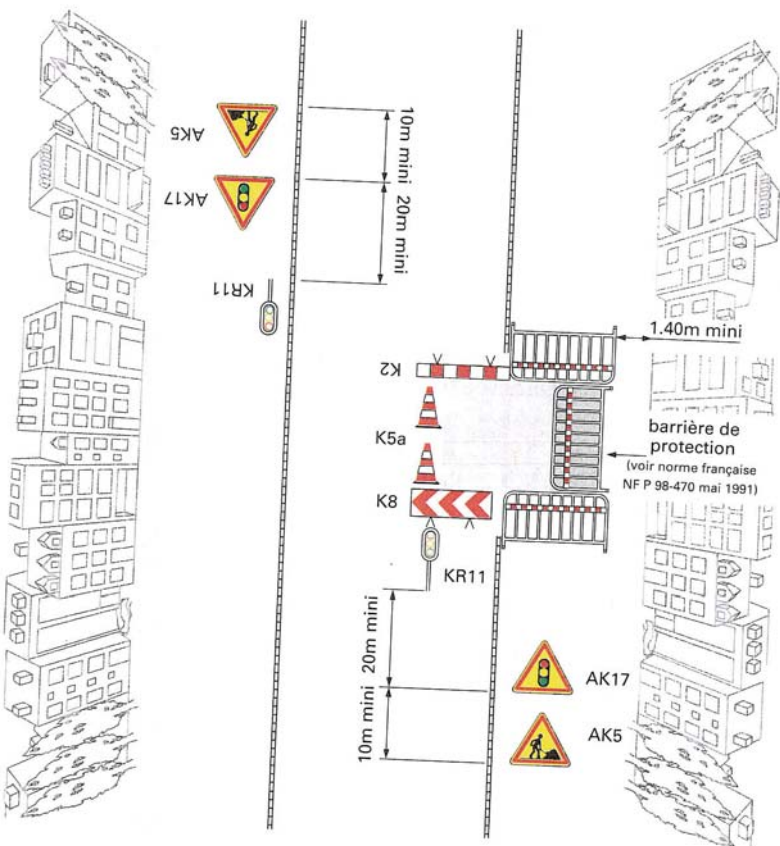 AK5
10m mini
AK17
20m mini
KR11
1.40m mini
K2
K5a
barrière de
protection
(voir norme française
NF P 98-470 mai 1991)
K8
KR11
20m mini
AK17
10m mini
AK5